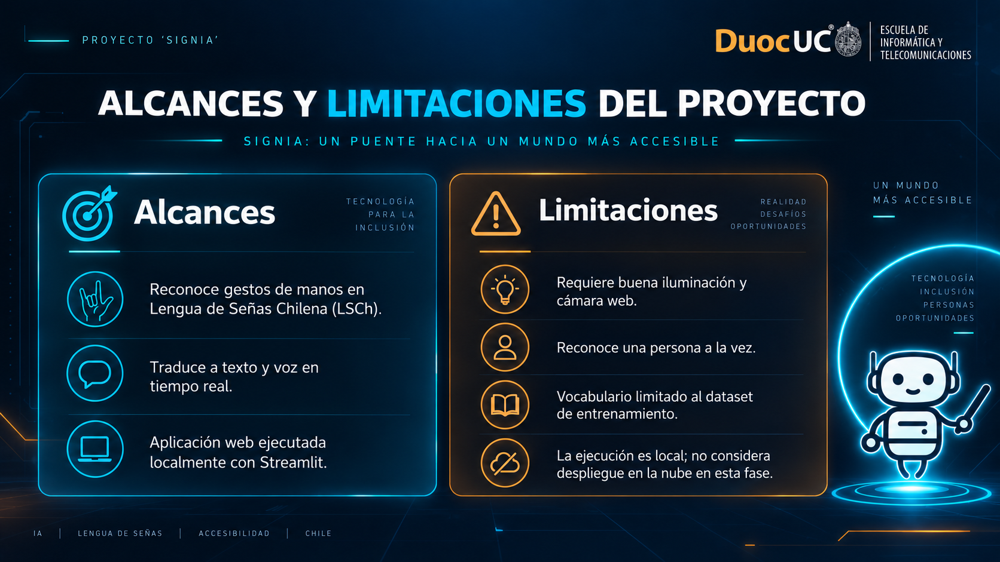 PROYECTO ‘SIGNIA’
DuocUC®
ESCUELA DE
INFORMÁTICA Y
TELECOMUNICACIONES
ALCANCES Y LIMITACIONES DEL PROYECTO
SIGNIA: UN PUENTE HACIA UN MUNDO MÁS ACCESIBLE
Alcances
TECNOLOGÍA
PARA LA
INCLUSIÓN
Reconoce gestos de manos en
Lengua de Señas Chilena (LSCh).
Traduce a texto y voz en
tiempo real.
Aplicación web ejecutada
localmente con Streamlit.
Limitaciones
REALIDAD
DESAFÍOS
OPORTUNIDADES
Requiere buena iluminación y
cámara web.
Reconoce una persona a la vez.
Vocabulario limitado al dataset
de entrenamiento.
La ejecución es local; no considera
despliegue en la nube en esta fase.
UN MUNDO
MÁS ACCESIBLE
TECNOLOGÍA
INCLUSIÓN
PERSONAS
OPORTUNIDADES
IA | LENGUA DE SEÑAS | ACCESIBILIDAD | CHILE